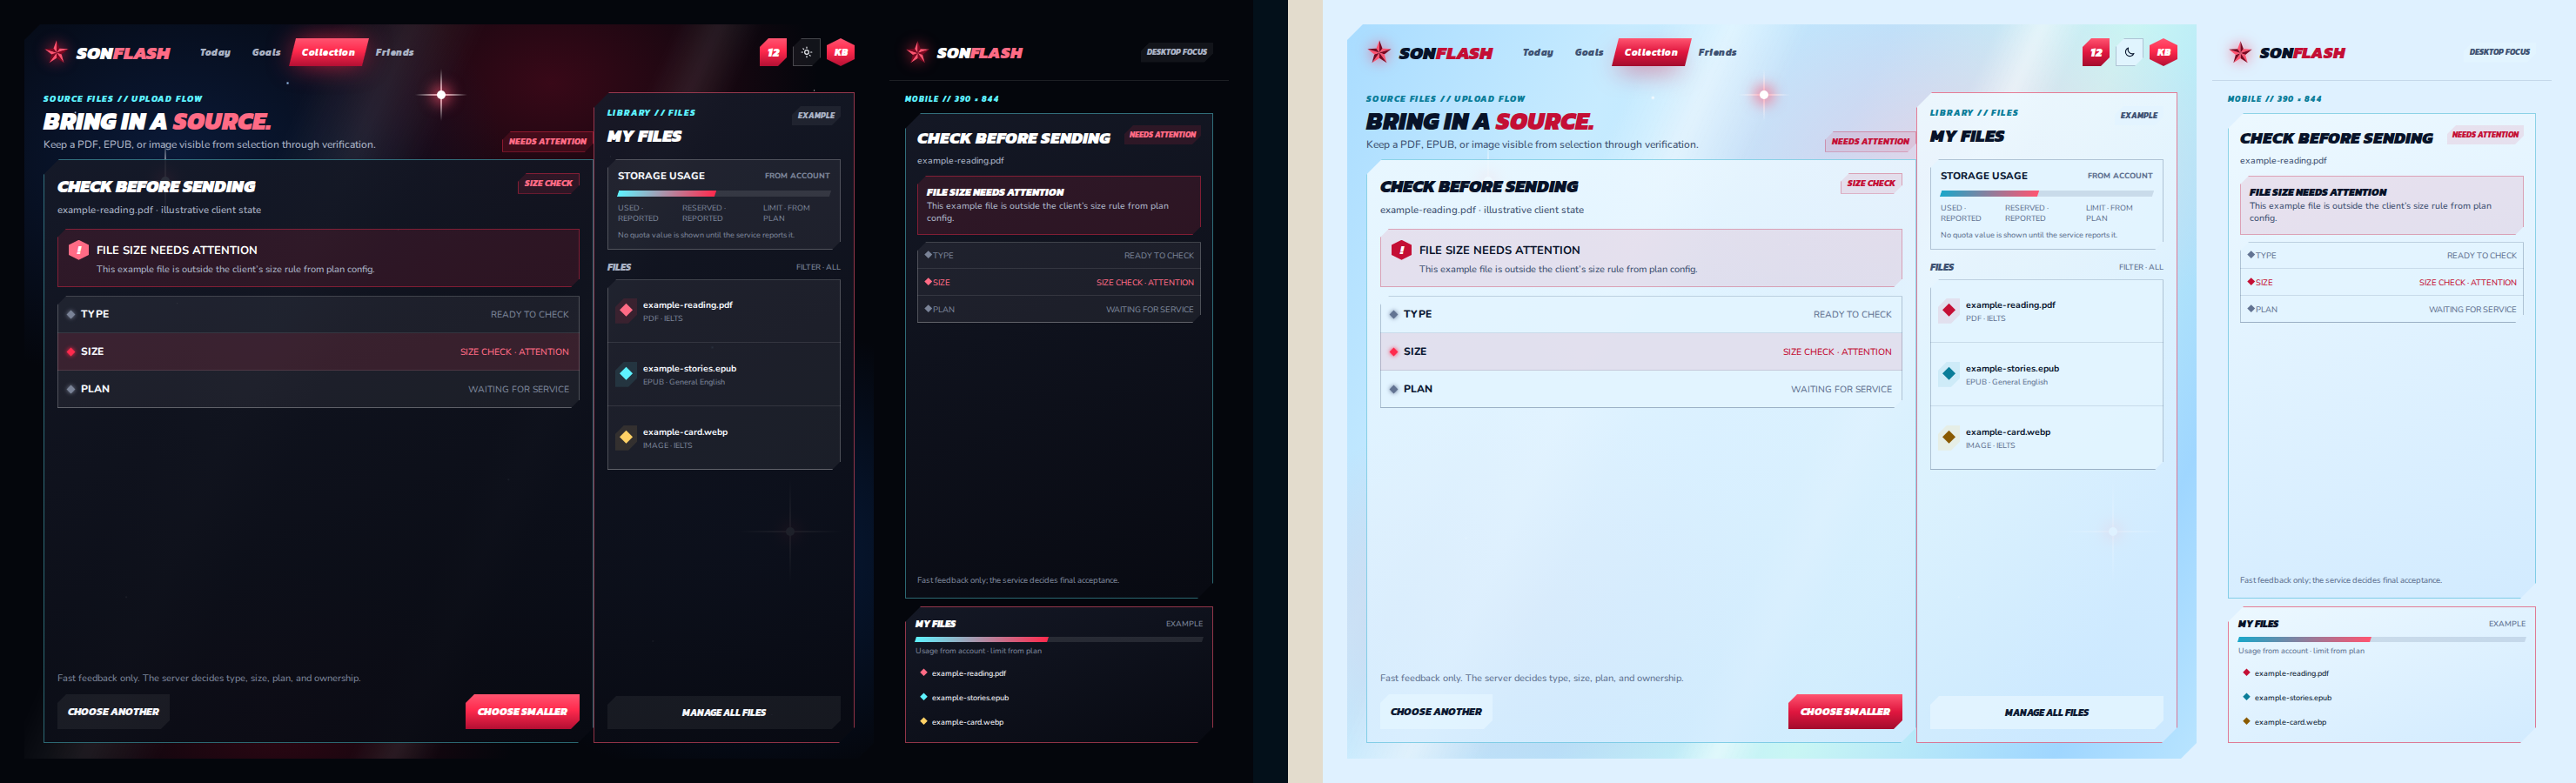 SONFLASH
Today Goals Collection Friends
12
KB
SOURCE FILES // UPLOAD FLOW
BRING IN A SOURCE.
Keep a PDF, EPUB, or image visible from selection through verification.
NEEDS ATTENTION
CHECK BEFORE SENDING
SIZE CHECK
example-reading.pdf · illustrative client state
!
FILE SIZE NEEDS ATTENTION
This example file is outside the client's size rule from plan config.
TYPE READY TO CHECK
SIZE SIZE CHECK · ATTENTION
PLAN WAITING FOR SERVICE
Fast feedback only. The server decides type, size, plan, and ownership.
CHOOSE ANOTHER
CHOOSE SMALLER
LIBRARY // FILES
EXAMPLE
MY FILES
STORAGE USAGE FROM ACCOUNT
USED · REPORTED
RESERVED · REPORTED
LIMIT · FROM PLAN
No quota value is shown until the service reports it.
FILES FILTER · ALL
example-reading.pdf
PDF · IELTS
example-stories.epub
EPUB · General English
example-card.webp
IMAGE · IELTS
MANAGE ALL FILES
SONFLASH
DESKTOP FOCUS
MOBILE // 390 × 844
CHECK BEFORE SENDING
NEEDS ATTENTION
example-reading.pdf
FILE SIZE NEEDS ATTENTION
This example file is outside the client's size rule from plan
config.
TYPE READY TO CHECK
SIZE SIZE CHECK · ATTENTION
PLAN WAITING FOR SERVICE
Fast feedback only; the service decides final acceptance.
MY FILES EXAMPLE
Usage from account · limit from plan
example-reading.pdf
example-stories.epub
example-card.webp
SONFLASH
Today Goals Collection Friends
12
KB
SOURCE FILES // UPLOAD FLOW
BRING IN A SOURCE.
Keep a PDF, EPUB, or image visible from selection through verification.
NEEDS ATTENTION
CHECK BEFORE SENDING
SIZE CHECK
example-reading.pdf · illustrative client state
!
FILE SIZE NEEDS ATTENTION
This example file is outside the client's size rule from plan config.
TYPE READY TO CHECK
SIZE SIZE CHECK · ATTENTION
PLAN WAITING FOR SERVICE
Fast feedback only. The server decides type, size, plan, and ownership.
CHOOSE ANOTHER
CHOOSE SMALLER
LIBRARY // FILES
EXAMPLE
MY FILES
STORAGE USAGE FROM ACCOUNT
USED · REPORTED
RESERVED · REPORTED
LIMIT · FROM PLAN
No quota value is shown until the service reports it.
FILES FILTER · ALL
example-reading.pdf
PDF · IELTS
example-stories.epub
EPUB · General English
example-card.webp
IMAGE · IELTS
MANAGE ALL FILES
SONFLASH
DESKTOP FOCUS
MOBILE // 390 × 844
CHECK BEFORE SENDING
NEEDS ATTENTION
example-reading.pdf
FILE SIZE NEEDS ATTENTION
This example file is outside the client's size rule from plan
config.
TYPE READY TO CHECK
SIZE SIZE CHECK · ATTENTION
PLAN WAITING FOR SERVICE
Fast feedback only; the service decides final acceptance.
MY FILES EXAMPLE
Usage from account · limit from plan
example-reading.pdf
example-stories.epub
example-card.webp